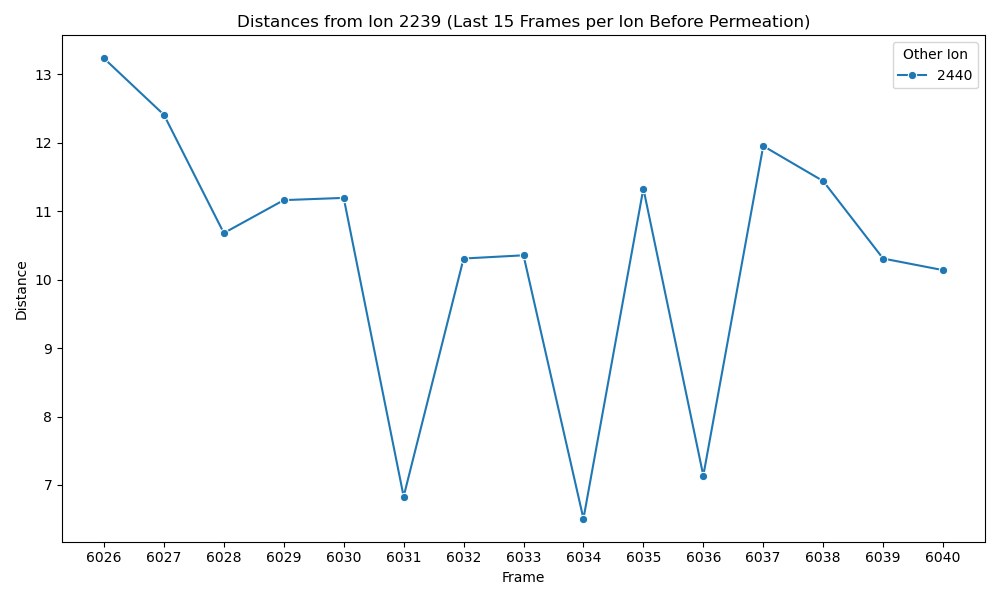 Distances from Ion 2239 (Last 15 Frames per Ion Before Permeation)
Other Ion
2440
13
12
11
10
9
8
7
Distance
6026 6027 6028 6029 6030 6031 6032 6033 6034 6035 6036 6037 6038 6039 6040
Frame